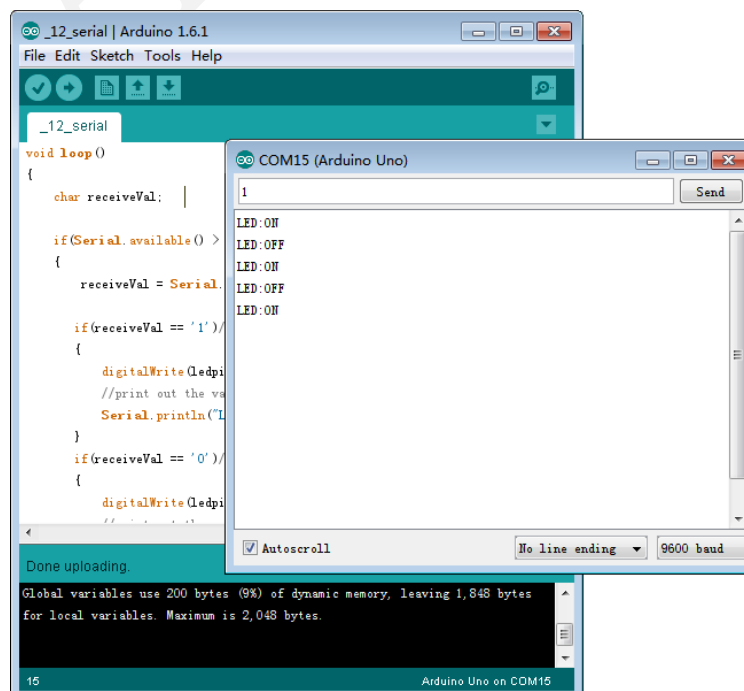 _12_serial | Arduino 1.6.1
File Edit Sketch Tools Help
_12_serial
void loop()
{
char receiveVal;
if(Serial.available() >
{
receiveVal = Serial.
if(receiveVal == '1')/
{
digitalWrite(ledpi
//print out the va
Serial.println("L
}
if(receiveVal == '0')/
{
digitalWrite(ledpi
COM15 (Arduino Uno)
1
Send
LED:ON
LED:OFF
LED:ON
LED:OFF
LED:ON
Autoscroll
No line ending
9600 baud
Done uploading.
Global variables use 200 bytes (9%) of dynamic memory, leaving 1,848 bytes
for local variables. Maximum is 2,048 bytes.
15
Arduino Uno on COM15